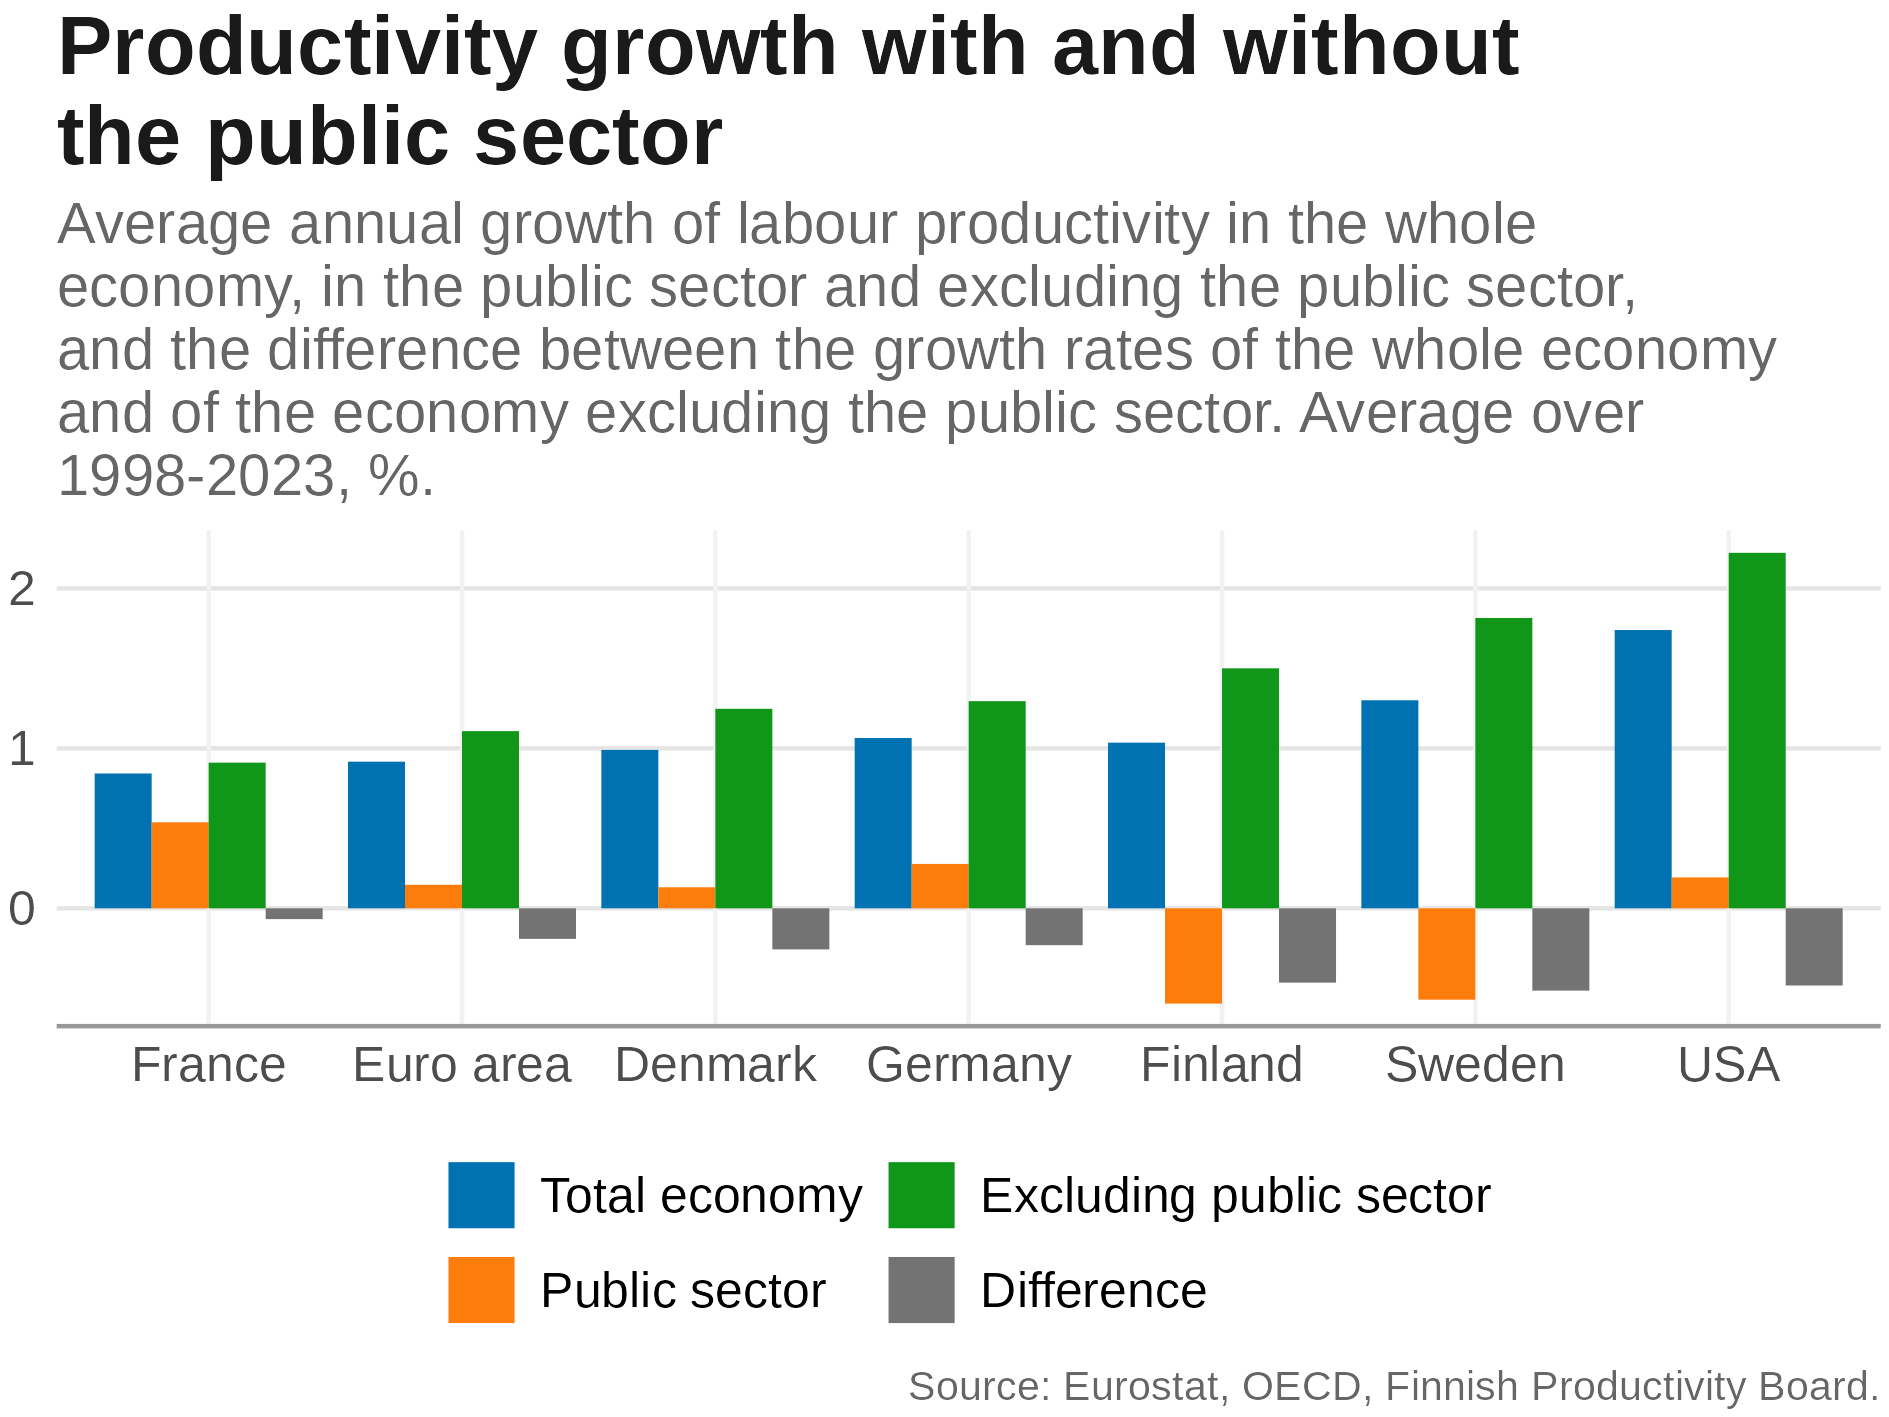 Productivity growth with and without
the public sector
Average annual growth of labour productivity in the whole
economy, in the public sector and excluding the public sector,
and the difference between the growth rates of the whole economy
and of the economy excluding the public sector. Average over
1998-2023, %.
2
1
0
France Euro area Denmark Germany Finland Sweden USA
Total economy Excluding public sector
Public sector Difference
Source: Eurostat, OECD, Finnish Productivity Board.